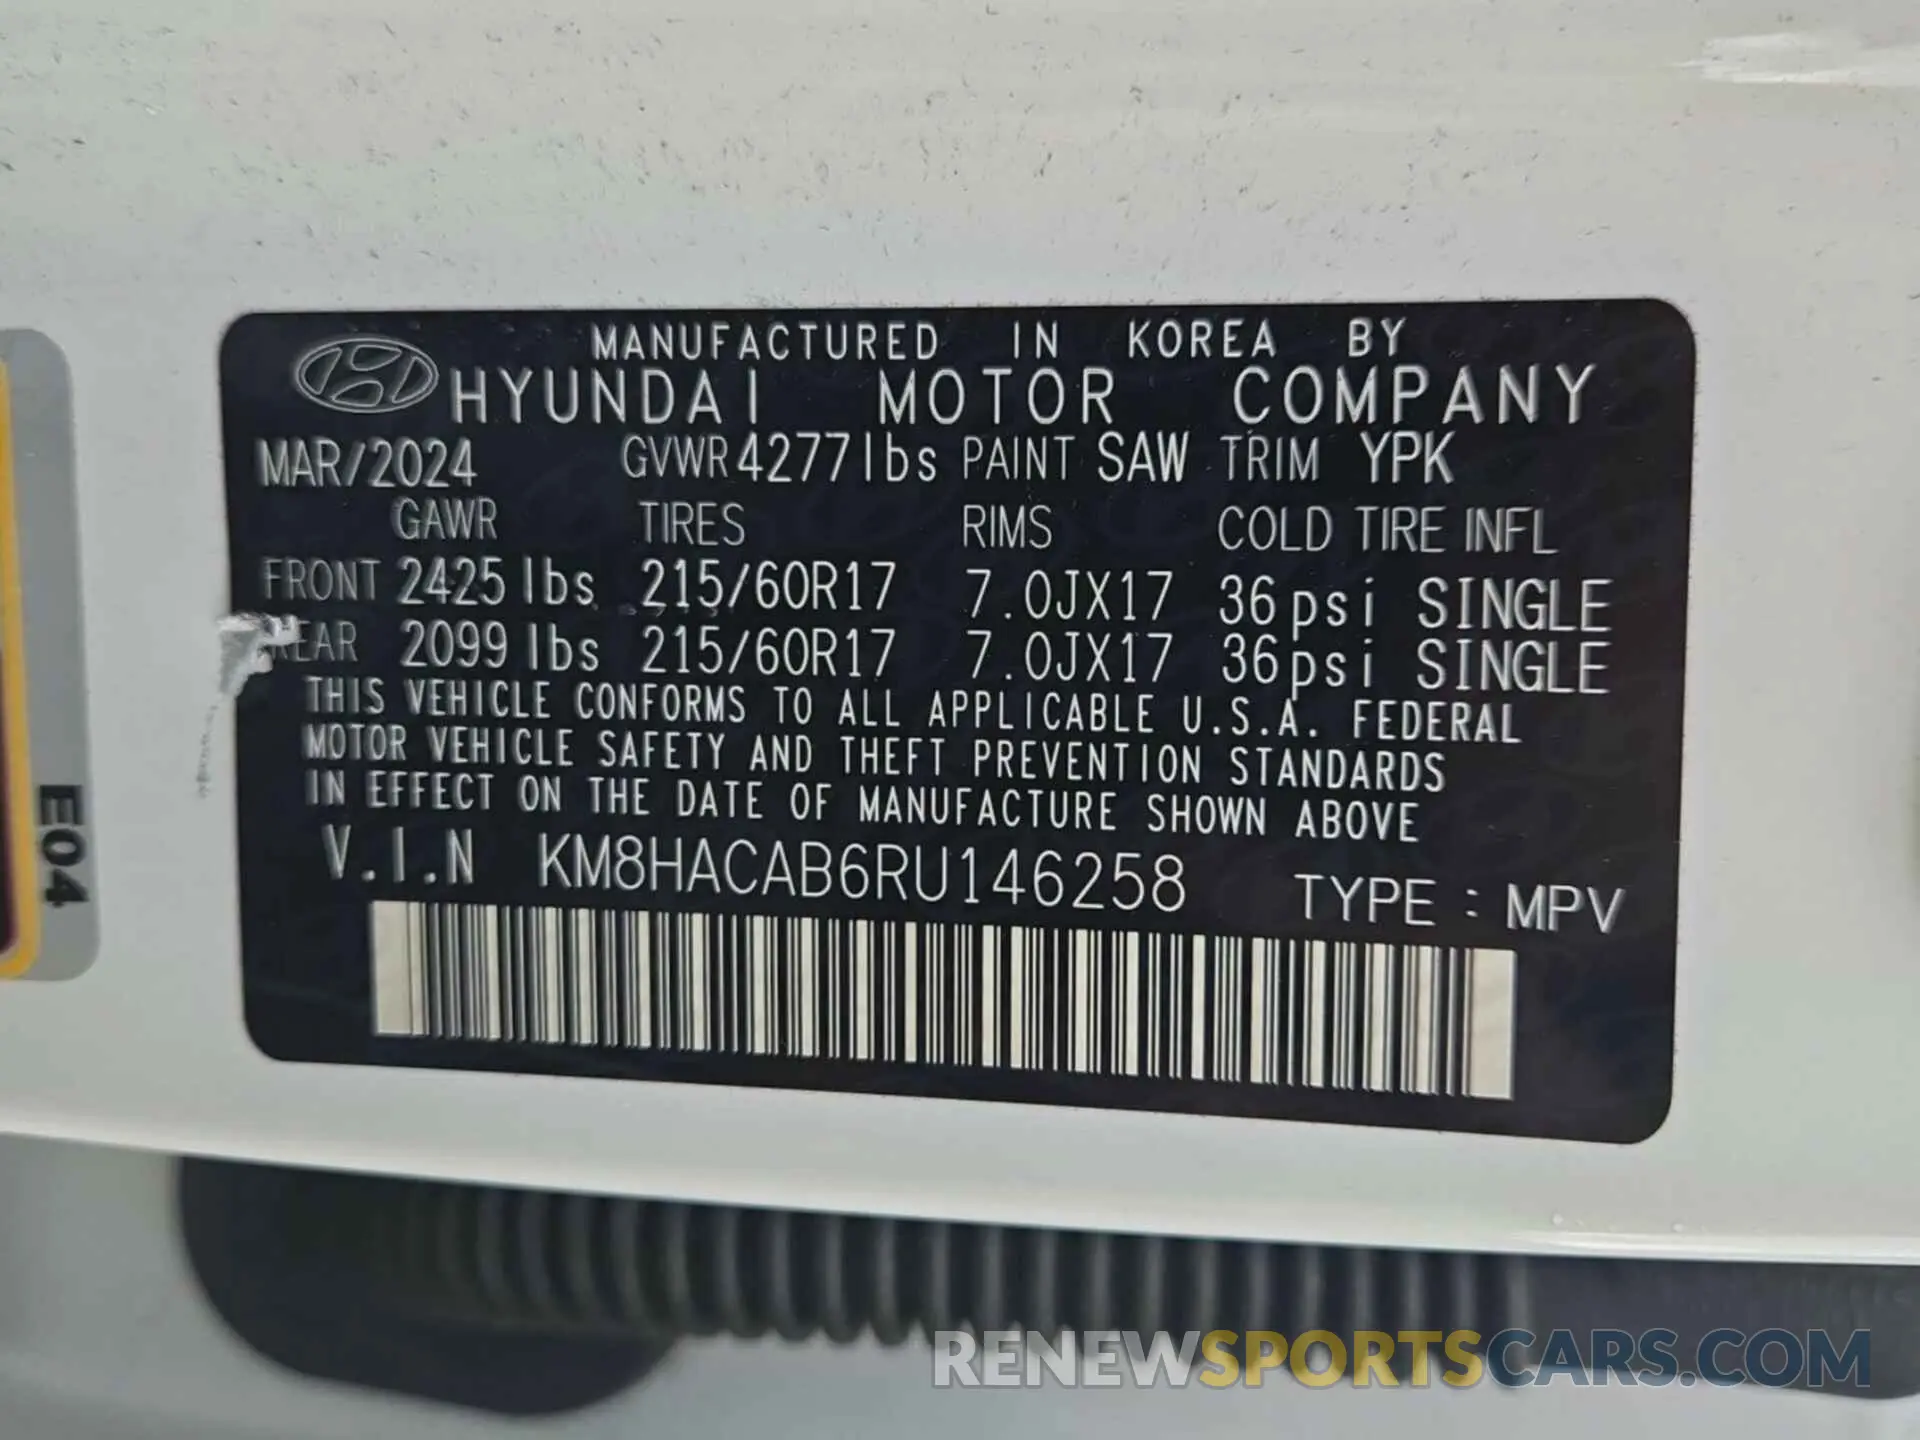 MANUFACTURED IN KOREA BY
HYUNDAI MOTOR COMPANY
MAR/2024 GVWR 4277lbs PAINT SAW TRIM YPK
GAWR TIRES RIMS COLD TIRE INFL
FRONT 2425 lbs 215/60R17 7.0JX17 36psi SINGLE
REAR 2099 lbs 215/60R17 7.0JX17 36psi SINGLE
THIS VEHICLE CONFORMS TO ALL APPLICABLE U.S.A. FEDERAL
MOTOR VEHICLE SAFETY AND THEFT PREVENTION STANDARDS
IN EFFECT ON THE DATE OF MANUFACTURE SHOWN ABOVE
V.I.N KM8HACAB6RU146258 TYPE : MPV
E04
RENEWSPORTSCARS.COM